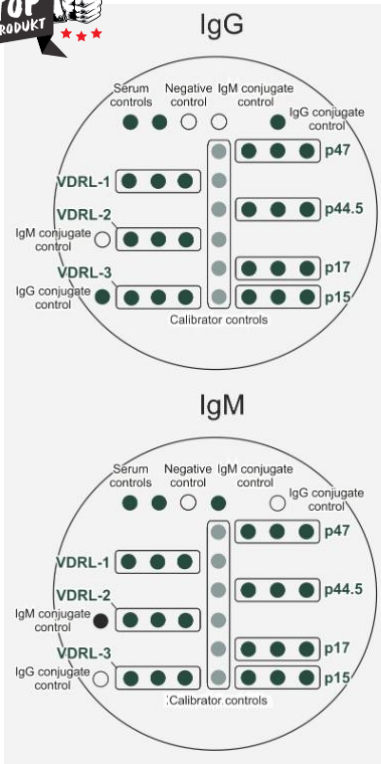 TOP
PRODUKT
IgG
Serum controls
Negative control
IgM conjugate control
IgG conjugate control
p47
VDRL-1
p44.5
VDRL-2
IgM conjugate control
p17
VDRL-3
IgG conjugate control
p15
Calibrator controls
IgM
Serum controls
Negative control
IgM conjugate control
IgG conjugate control
p47
VDRL-1
p44.5
VDRL-2
IgM conjugate control
p17
VDRL-3
IgG conjugate control
p15
Calibrator controls